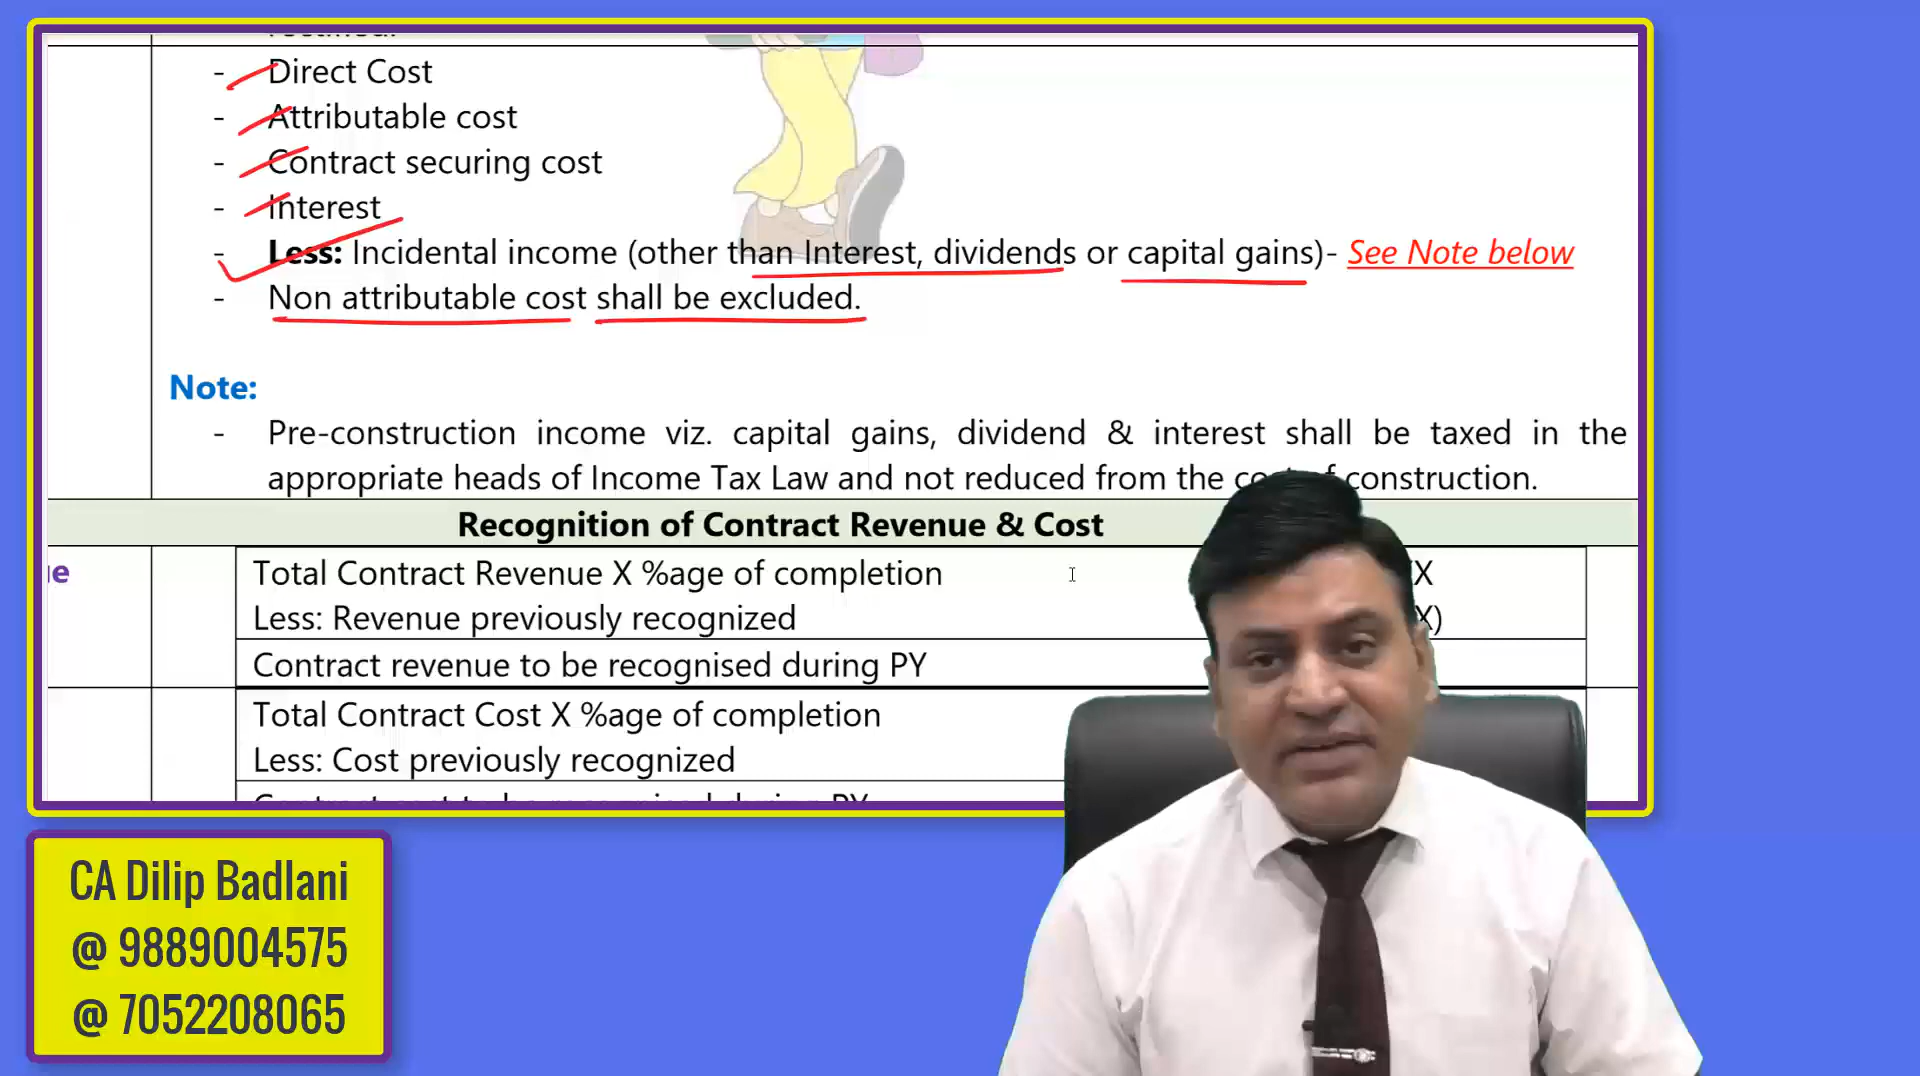 - Direct Cost
- Attributable cost
- Contract securing cost
- Interest
- Less: Incidental income (other than Interest, dividends or capital gains)- See Note below
- Non attributable cost shall be excluded.
Note:
- Pre-construction income viz. capital gains, dividend & interest shall be taxed in the
appropriate heads of Income Tax Law and not reduced from the cost of construction.
Recognition of Contract Revenue & Cost
Total Contract Revenue X %age of completion
Less: Revenue previously recognized
Contract revenue to be recognised during PY
Total Contract Cost X %age of completion
Less: Cost previously recognized
CA Dilip Badlani
@ 9889004575
@ 7052208065